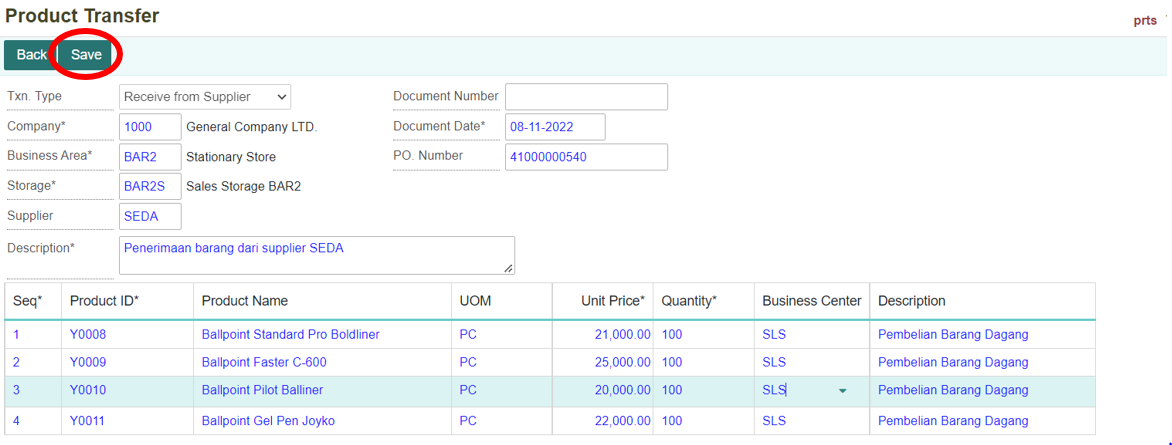 Product Transfer
prts
Back Save
Txn. Type Receive from Supplier Document Number
Company* 1000 General Company LTD. Document Date* 08-11-2022
Business Area* BAR2 Stationary Store PO. Number 41000000540
Storage* BAR2S Sales Storage BAR2
Supplier SEDA
Description* Penerimaan barang dari supplier SEDA
Seq* Product ID* Product Name UOM Unit Price* Quantity* Business Center Description
1 Y0008 Ballpoint Standard Pro Boldliner PC 21,000.00 100 SLS Pembelian Barang Dagang
2 Y0009 Ballpoint Faster C-600 PC 25,000.00 100 SLS Pembelian Barang Dagang
3 Y0010 Ballpoint Pilot Balliner PC 20,000.00 100 SLS Pembelian Barang Dagang
4 Y0011 Ballpoint Gel Pen Joyko PC 22,000.00 100 SLS Pembelian Barang Dagang